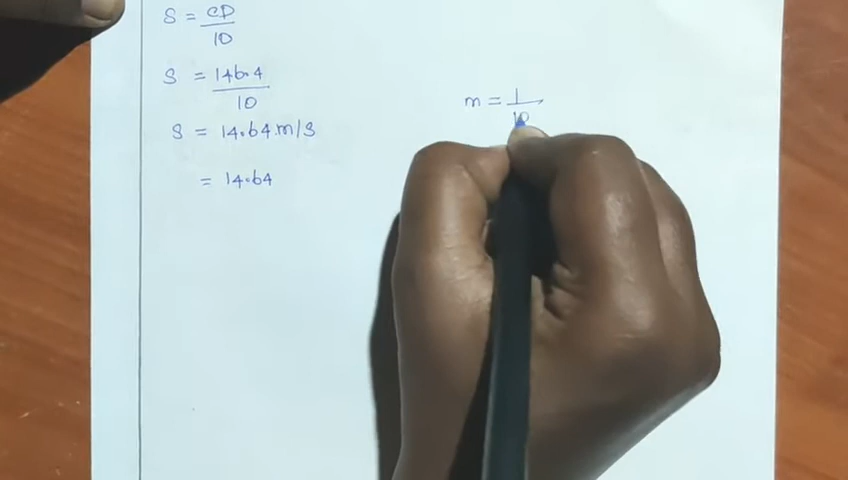 S = CD
10
S = 146.4
10
m = 1
10
S = 14.64 m/s
= 14.64